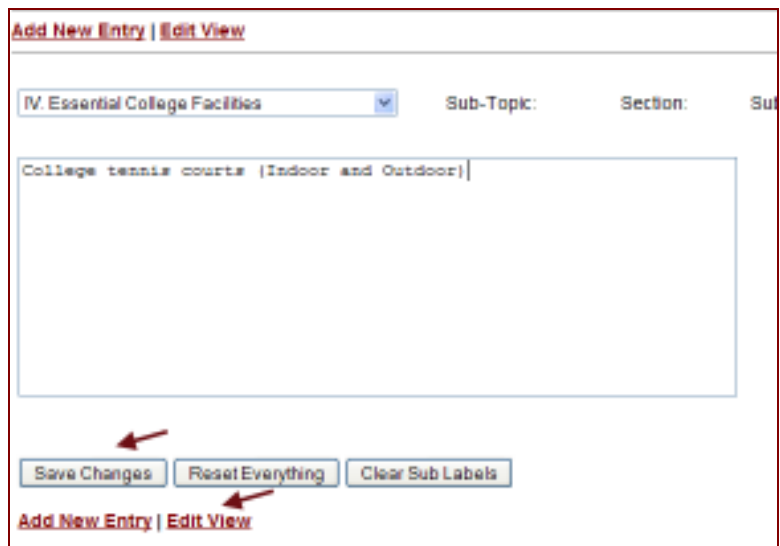 Add New Entry | Edit View
IV. Essential College Facilities Sub-Topic: Section: Sub
College tennis courts (Indoor and Outdoor)
Save Changes Reset Everything Clear Sub Labels
Add New Entry | Edit View